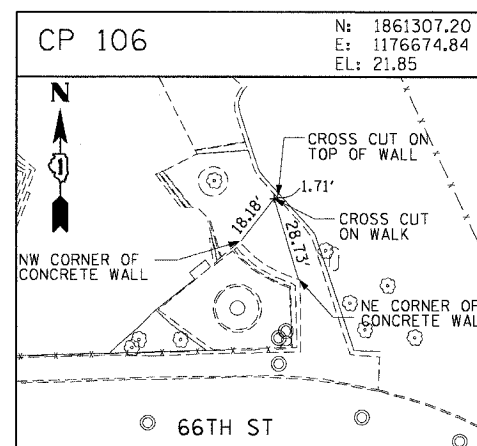 CP 106
N: 1861307.20
E: 1176674.84
EL: 21.85
N
1
CROSS CUT ON
TOP OF WALL
1.71'
18.18'
CROSS CUT
ON WALK
28.73'
NW CORNER OF
CONCRETE WALL
NE CORNER OF
CONCRETE WAL
66TH ST